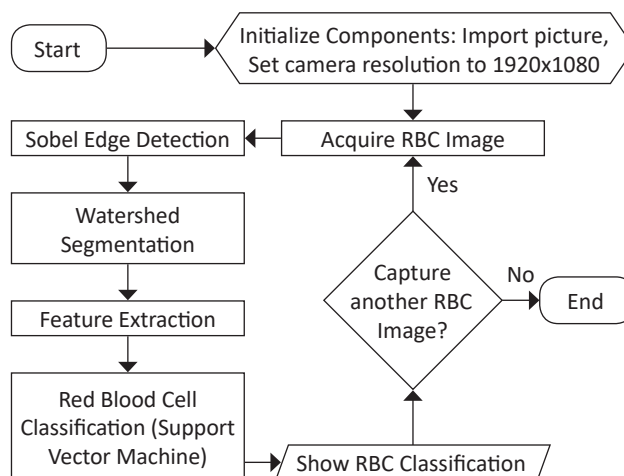 Start
Initialize Components: Import picture,
Set camera resolution to 1920x1080
Sobel Edge Detection
Acquire RBC Image
Yes
Watershed
Segmentation
Capture
another RBC
Image?
No
End
Feature Extraction
Red Blood Cell
Classification (Support
Vector Machine)
Show RBC Classification